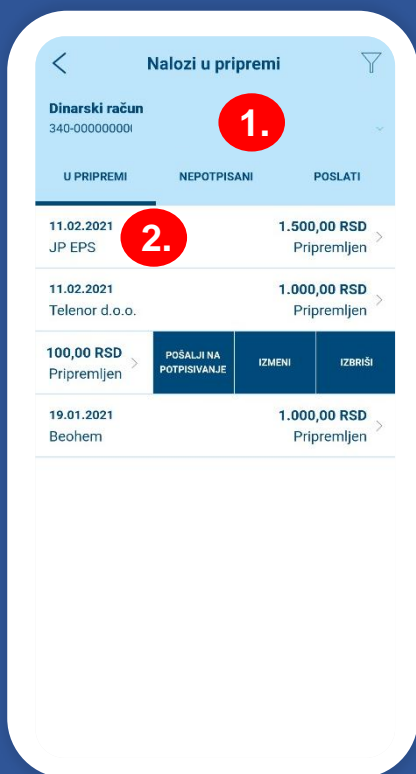 Nalozi u pripremi
Dinarski račun
340-00000000
1.
U PRIPREMI NEPOTPISANI POSLATI
11.02.2021 1.500,00 RSD
JP EPS Pripremljen
2.
11.02.2021 1.000,00 RSD
Telenor d.o.o. Pripremljen
100,00 RSD POŠALJI NA IZMENI IZBRIŠI
Pripremljen POTPISIVANJE
19.01.2021 1.000,00 RSD
Beohem Pripremljen